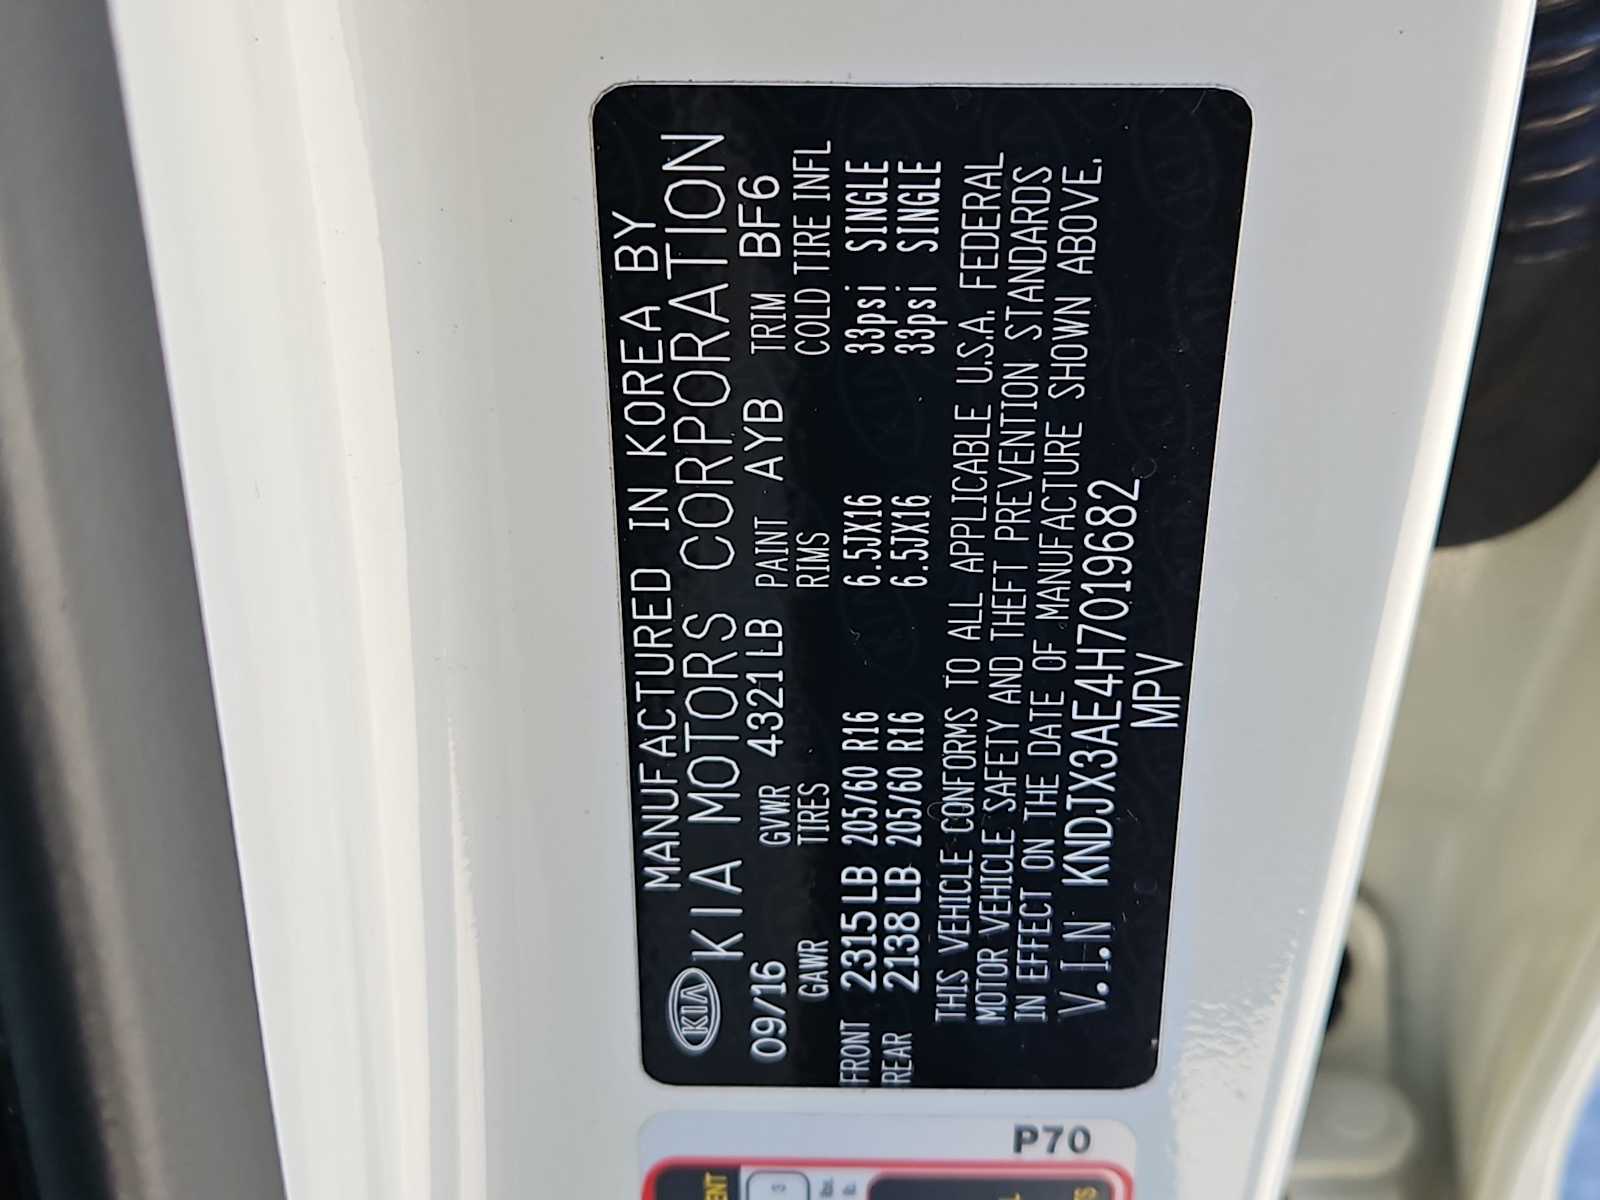 MANUFACTURED IN KOREA BY
KIA KIA MOTORS CORPORATION
09/16 GVWR 4321LB PAINT AYB TRIM BF6
GAWR TIRES RIMS COLD TIRE INFL
FRONT 2315LB 205/60 R16 6.5JX16 33psi SINGLE
REAR 2138LB 205/60 R16 6.5JX16 33psi SINGLE
THIS VEHICLE CONFORMS TO ALL APPLICABLE U.S.A. FEDERAL
MOTOR VEHICLE SAFETY AND THEFT PREVENTION STANDARDS
IN EFFECT ON THE DATE OF MANUFACTURE SHOWN ABOVE.
V.I.N KNDJX3AE4H7019682
MPV
P70